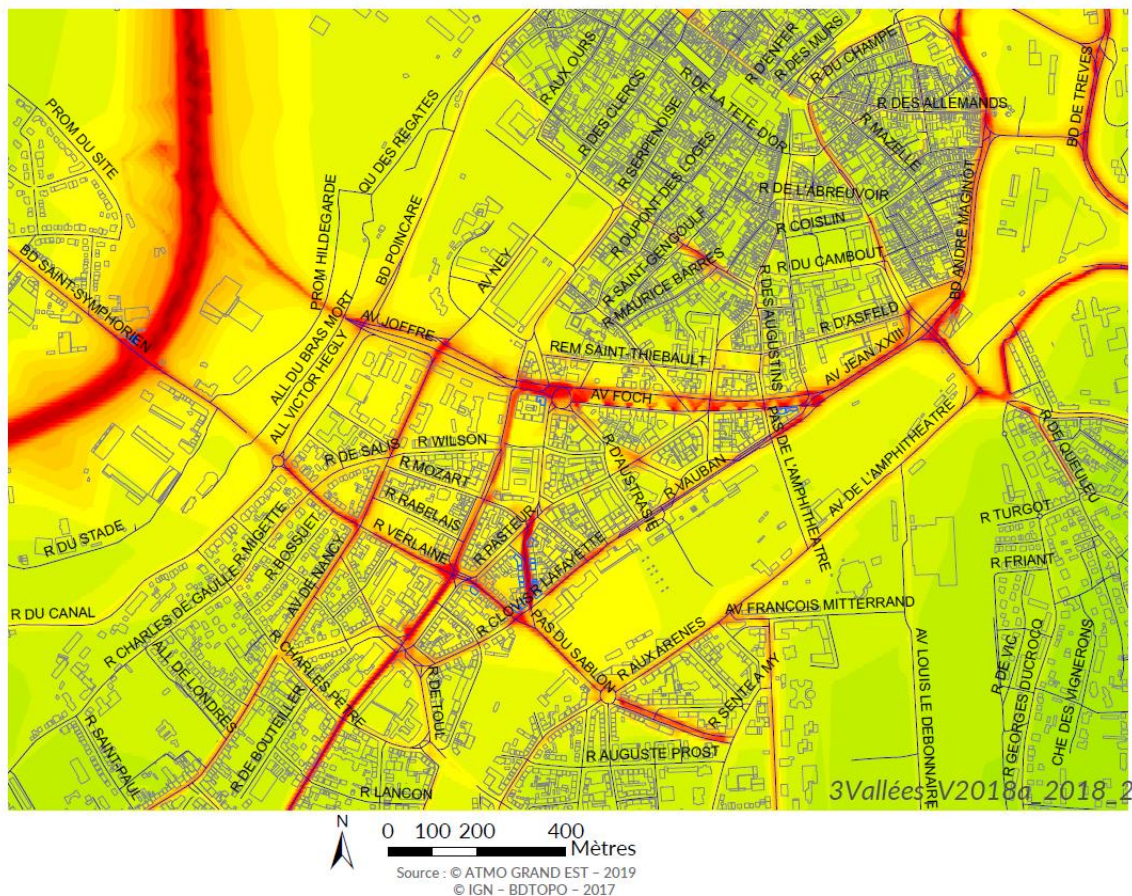 R AUX OURS
R DES CLERCS
R SERPENOISE
R DUPONT DES LOGES
R DE LA TETE D'OR
R D'ENFER
R DES MURS
R DU CHAMPE
R DES ALLEMANDS
R MAZELLE
BD DE TREVES
BD ANDRE MAGINOT
PROM DU SITE
QU DES REGATES
PROM HILDEGARDE
BD POINCARE
AV NEY
R SAINT-GENGOULF
R MAURICE BARRES
R DE L'ABREUVOIR
R COISLIN
R DU CAMBOUT
R DES AUGUSTINS
R D'ASFELD
BD SAINT-SYMPHORIEN
ALL DU BRAS MORT
ALL VICTOR HEGLY
AV JOFFRE
REM SAINT-THIEBAULT
AV FOCH
AV JEAN XXIII
R DE SALIS
R WILSON
R MOZART
R RABELAIS
R VERLAINE
R PASTEUR
R D'AUSTRASIE
R VAUBAN
PAS DE L'AMPHITHEATRE
AV DE L'AMPHITHEATRE
R DE QUEULEU
R TURGOT
R FRIANT
R DU STADE
R MIGETTE
R BOSSUET
AV DE NANCY
R DU CANAL
R CHARLES DE GAULLE
R CLOVIS
R LAFAYETTE
PAS DU SABLON
R AUX ARENES
AV FRANCOIS MITTERRAND
AV LOUIS LE DEBONNAIRE
R DE VIC
R GEORGES DUCROCQ
CHE DES VIGNERONS
ALL DE LONDRES
R CHARLES PETRE
R DE TOUL
R SENTE A MY
R SAINT-PAUL
R DE BOUTEILLER
R LANCON
R AUGUSTE PROST
3Vallées_V2018a_2018_2
N
0 100 200 400
Mètres
Source : © ATMO GRAND EST – 2019
© IGN – BDTOPO – 2017